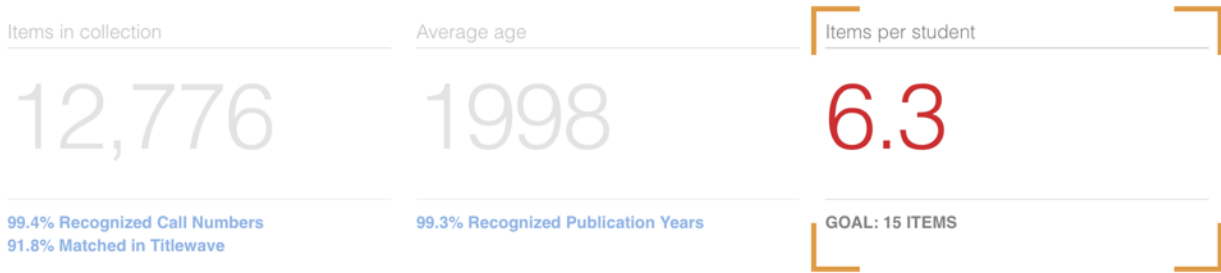 Items in collection
Average age
Items per student
12,776
1998
6.3
99.4% Recognized Call Numbers
99.3% Recognized Publication Years
GOAL: 15 ITEMS
91.8% Matched in Titlewave